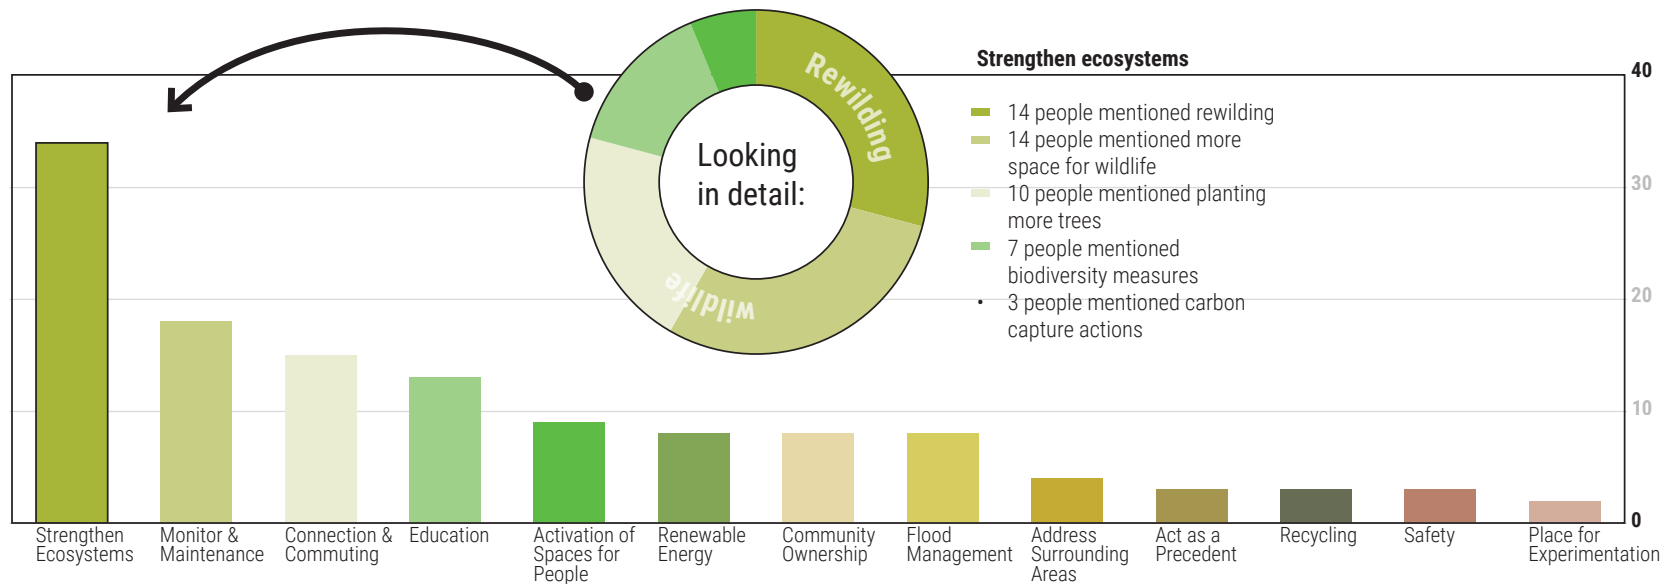 Rewilding
wildlife
Looking
in detail:
Strengthen ecosystems
14 people mentioned rewilding
14 people mentioned more
space for wildlife
10 people mentioned planting
more trees
7 people mentioned
biodiversity measures
• 3 people mentioned carbon
capture actions
40
30
20
10
0
Strengthen
Ecosystems
Monitor &
Maintenance
Connection &
Commuting
Education
Activation of
Spaces for
People
Renewable
Energy
Community
Ownership
Flood
Management
Address
Surrounding
Areas
Act as a
Precedent
Recycling
Safety
Place for
Experimentation